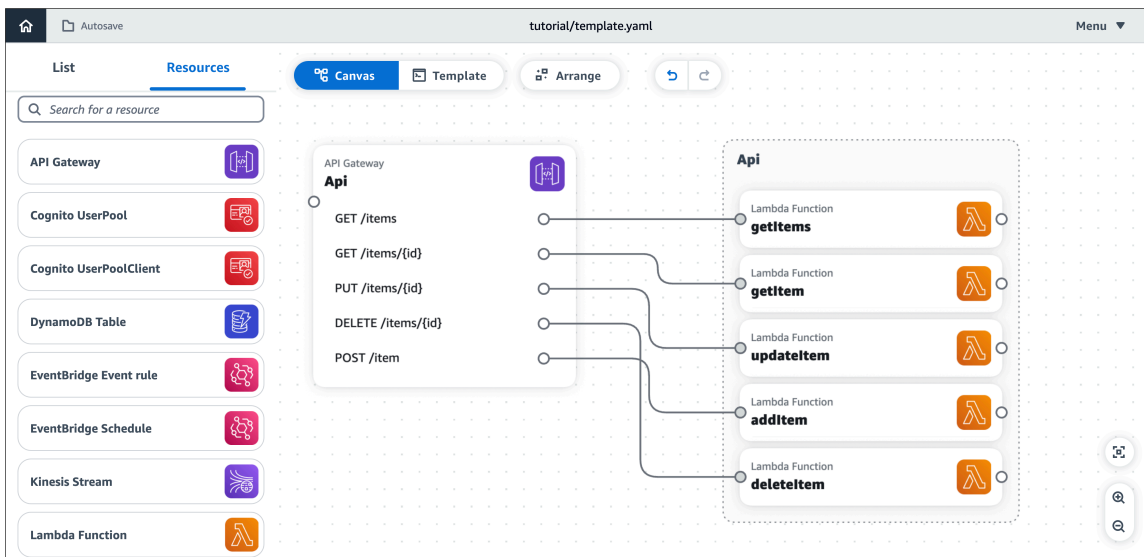 Autosave
tutorial/template.yaml
Menu
List
Resources
Canvas
Template
Arrange
Search for a resource
API Gateway
Cognito UserPool
Cognito UserPoolClient
DynamoDB Table
EventBridge Event rule
EventBridge Schedule
Kinesis Stream
Lambda Function
API Gateway
Api
GET /items
GET /items/{id}
PUT /items/{id}
DELETE /items/{id}
POST /item
Api
Lambda Function
getItems
Lambda Function
getItem
Lambda Function
updateItem
Lambda Function
addItem
Lambda Function
deleteItem